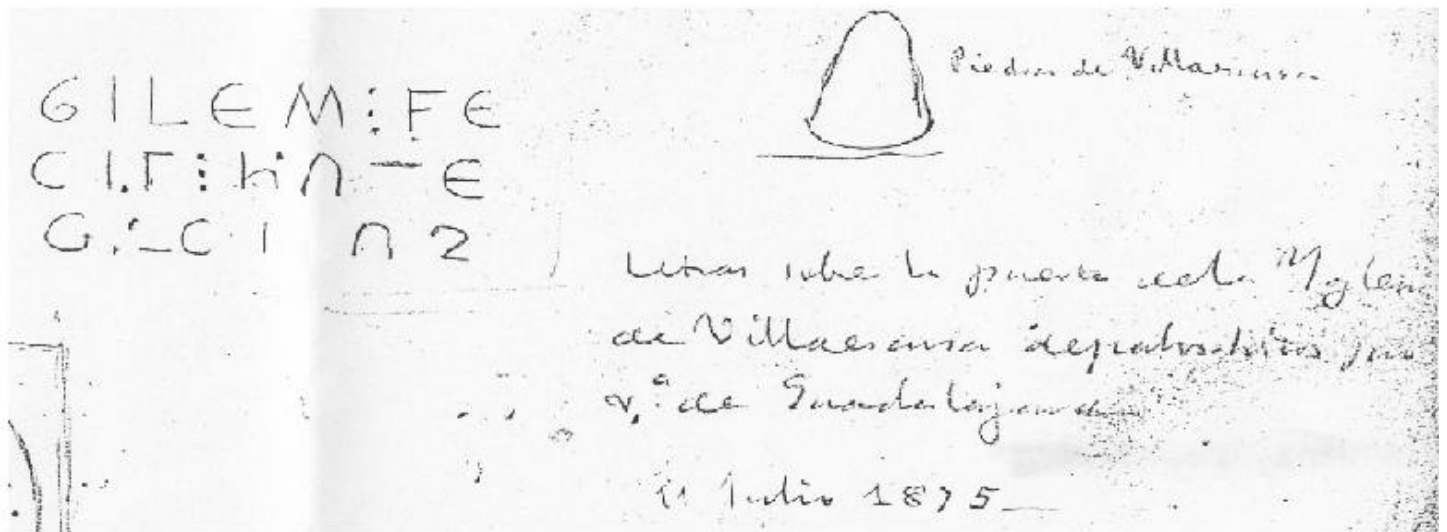 GILEM:FE
Piedra de Villaescusa
Letras sobre la puerta de la Yglesia
de Villaescusa de palositos pro
v.ª de Guadalajara
11 Julio 1875